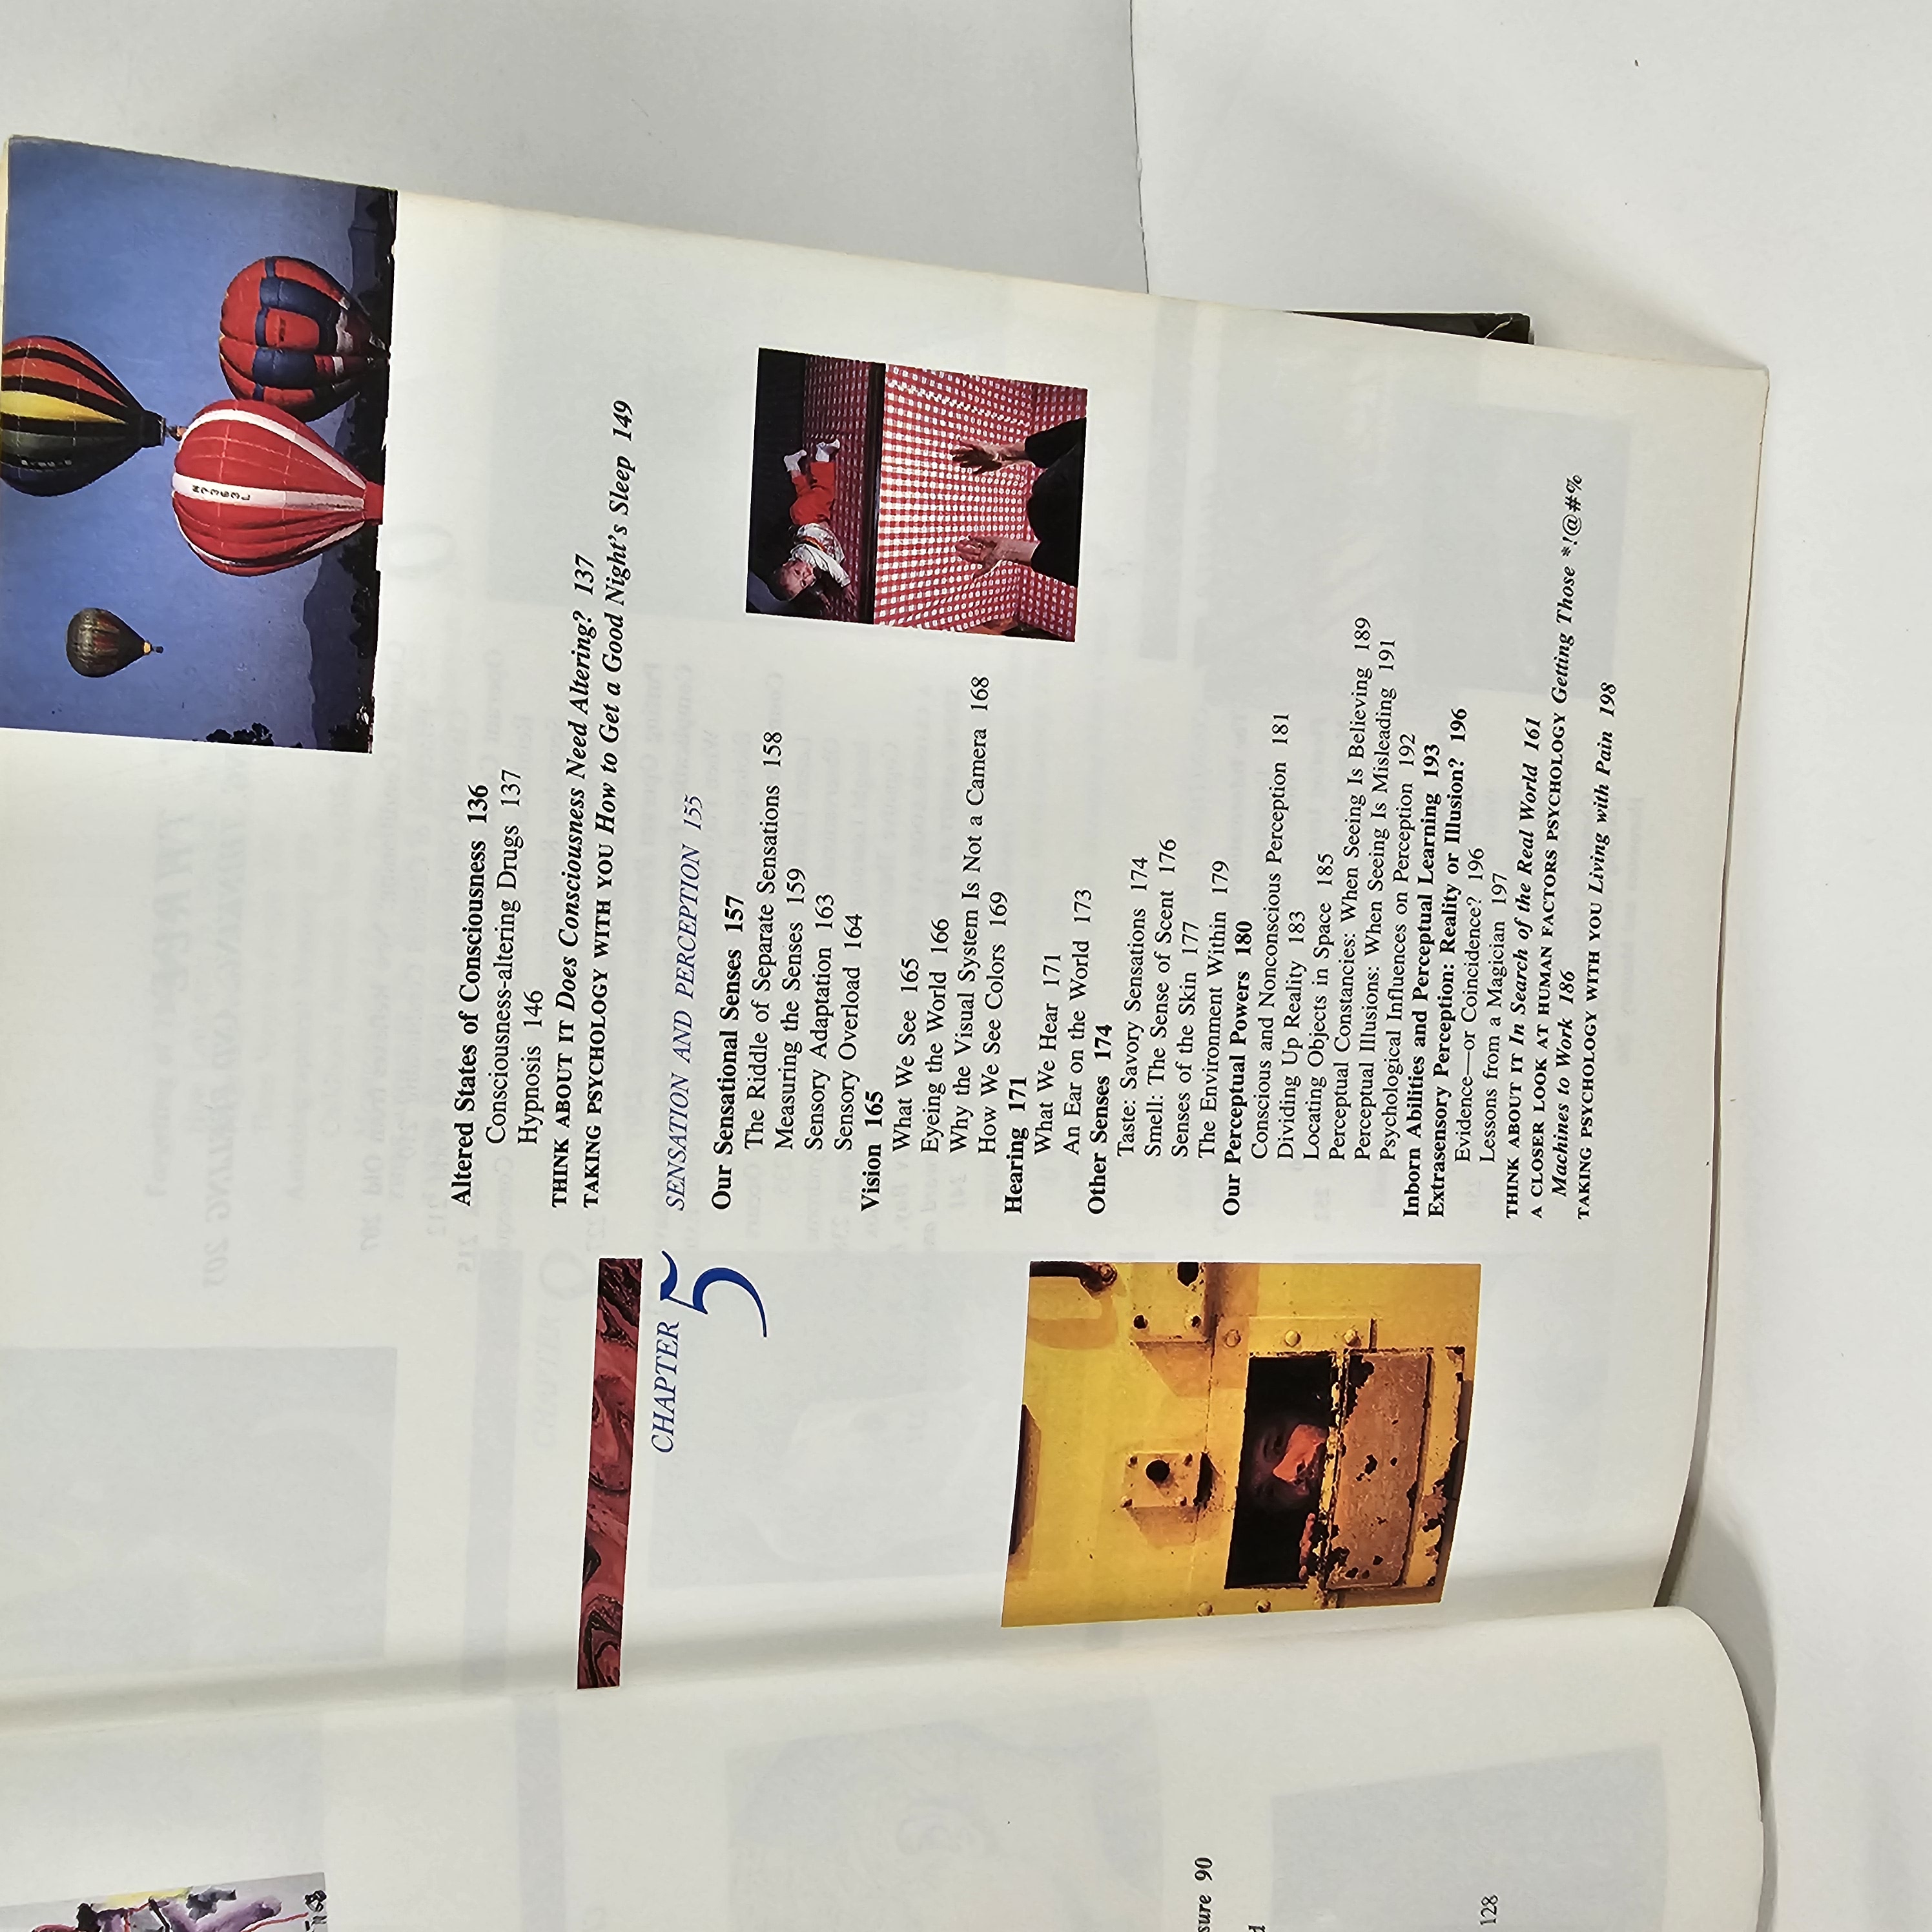 sure 90
128
Altered States of Consciousness 136
Consciousness-altering Drugs 137
Hypnosis 146
THINK ABOUT IT Does Consciousness Need Altering? 137
TAKING PSYCHOLOGY WITH YOU How to Get a Good Night's Sleep 149
CHAPTER 5 SENSATION AND PERCEPTION 155
Our Sensational Senses 157
The Riddle of Separate Sensations 158
Measuring the Senses 159
Sensory Adaptation 163
Sensory Overload 164
Vision 165
What We See 165
Eyeing the World 166
Why the Visual System Is Not a Camera 168
How We See Colors 169
Hearing 171
What We Hear 171
An Ear on the World 173
Other Senses 174
Taste: Savory Sensations 174
Smell: The Sense of Scent 176
Senses of the Skin 177
The Environment Within 179
Our Perceptual Powers 180
Conscious and Nonconscious Perception 181
Dividing Up Reality 183
Locating Objects in Space 185
Perceptual Constancies: When Seeing Is Believing 189
Perceptual Illusions: When Seeing Is Misleading 191
Psychological Influences on Perception 192
Inborn Abilities and Perceptual Learning 193
Extrasensory Perception: Reality or Illusion? 196
Evidence—or Coincidence? 196
Lessons from a Magician 197
THINK ABOUT IT In Search of the Real World 161
A CLOSER LOOK AT HUMAN FACTORS PSYCHOLOGY Getting Those *!@#%
Machines to Work 186
TAKING PSYCHOLOGY WITH YOU Living with Pain 198